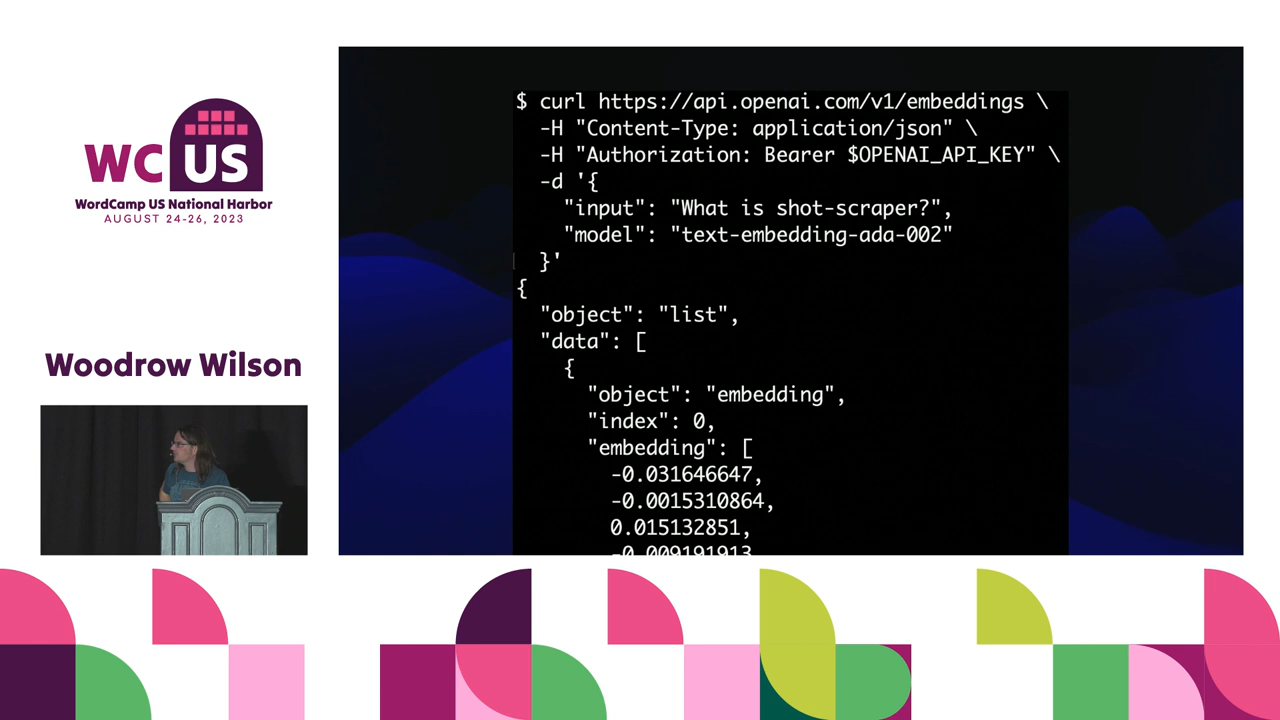 WC US
WordCamp US National Harbor
AUGUST 24-26, 2023
Woodrow Wilson
$ curl https://api.openai.com/v1/embeddings \
-H "Content-Type: application/json" \
-H "Authorization: Bearer $OPENAI_API_KEY" \
-d '{
"input": "What is shot-scraper?",
"model": "text-embedding-ada-002"
}'
{
"object": "list",
"data": [
{
"object": "embedding",
"index": 0,
"embedding": [
-0.031646647,
-0.0015310864,
0.015132851,
-0.009191913